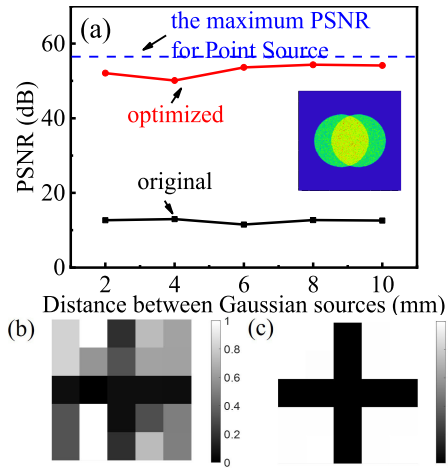 (a)
the maximum PSNR
for Point Source
optimized
original
PSNR (dB)
60
40
20
0
2 4 6 8 10
Distance between Gaussian sources (mm)
(b)
1
0.8
0.6
0.4
0.2
0
(c)